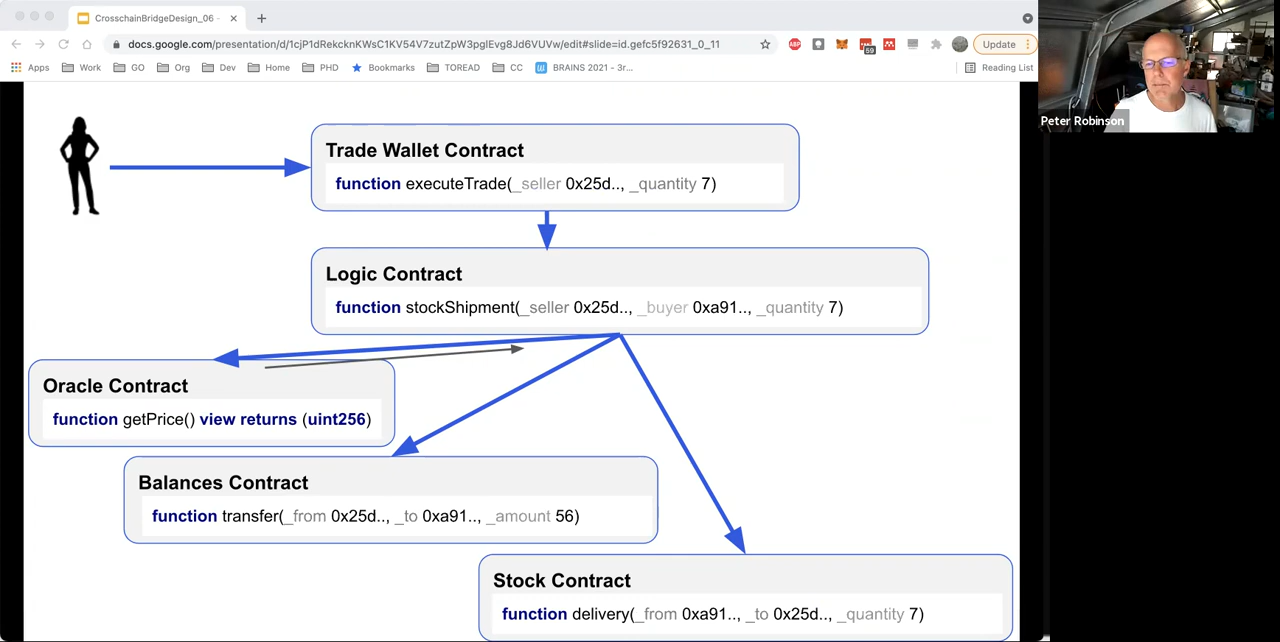 CrosschainBridgeDesign_06 -
docs.google.com/presentation/d/1cjP1dRekcknKWsC1KV54V7zutZpW3pglEvg8Jd6VUVw/edit#slide=id.gefc5f92631_0_11
ABP
59
Update
Apps Work GO Org Dev Home PHD Bookmarks TOREAD CC BRAINS 2021 - 3r... Reading List
Peter Robinson
Trade Wallet Contract
function executeTrade(_seller 0x25d.., _quantity 7)
Logic Contract
function stockShipment(_seller 0x25d.., _buyer 0xa91.., _quantity 7)
Oracle Contract
function getPrice() view returns (uint256)
Balances Contract
function transfer(_from 0x25d.., _to 0xa91.., _amount 56)
Stock Contract
function delivery(_from 0xa91.., _to 0x25d.., _quantity 7)